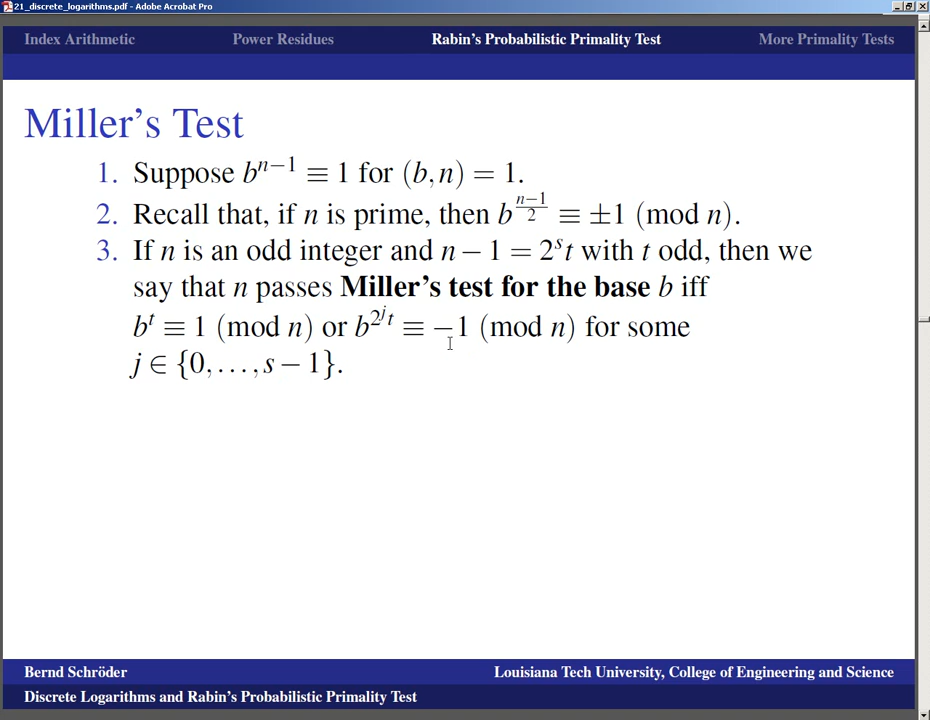 21_discrete_logarithms.pdf - Adobe Acrobat Pro
Index Arithmetic Power Residues Rabin's Probabilistic Primality Test More Primality Tests
Miller's Test
1. Suppose b^{n−1} ≡ 1 for (b,n) = 1.
2. Recall that, if n is prime, then b^{\frac{n−1}{2}} ≡ ±1 (mod n).
3. If n is an odd integer and n − 1 = 2^s t with t odd, then we
say that n passes Miller's test for the base b iff
b^t ≡ 1 (mod n) or b^{2^j t} ≡ −1 (mod n) for some
j ∈ {0,…,s − 1}.
Bernd Schröder Louisiana Tech University, College of Engineering and Science
Discrete Logarithms and Rabin's Probabilistic Primality Test